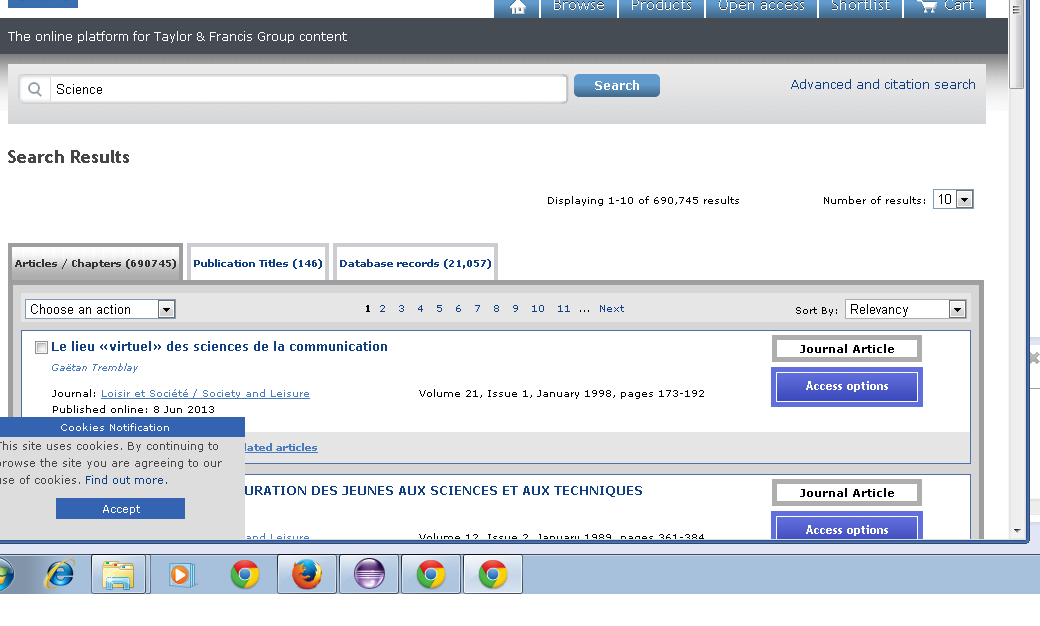 Browse Products Open access Shortlist Cart
The online platform for Taylor & Francis Group content
Science Search Advanced and citation search
Search Results
Displaying 1-10 of 690,745 results Number of results: 10
Articles / Chapters (690745) Publication Titles (146) Database records (21,057)
Choose an action 1 2 3 4 5 6 7 8 9 10 11 ... Next Sort By: Relevancy
Le lieu «virtuel» des sciences de la communication Journal Article
Gaëtan Tremblay
Access options
Journal: Loisir et Société / Society and Leisure Volume 21, Issue 1, January 1998, pages 173-192
Published online: 8 Jun 2013
Cookies Notification
This site uses cookies. By continuing to
browse the site you are agreeing to our
use of cookies. Find out more.
Accept
lated articles
URATION DES JEUNES AUX SCIENCES ET AUX TECHNIQUES Journal Article
Access options
and Leisure Volume 12, Issue 2, January 1989, pages 361-384